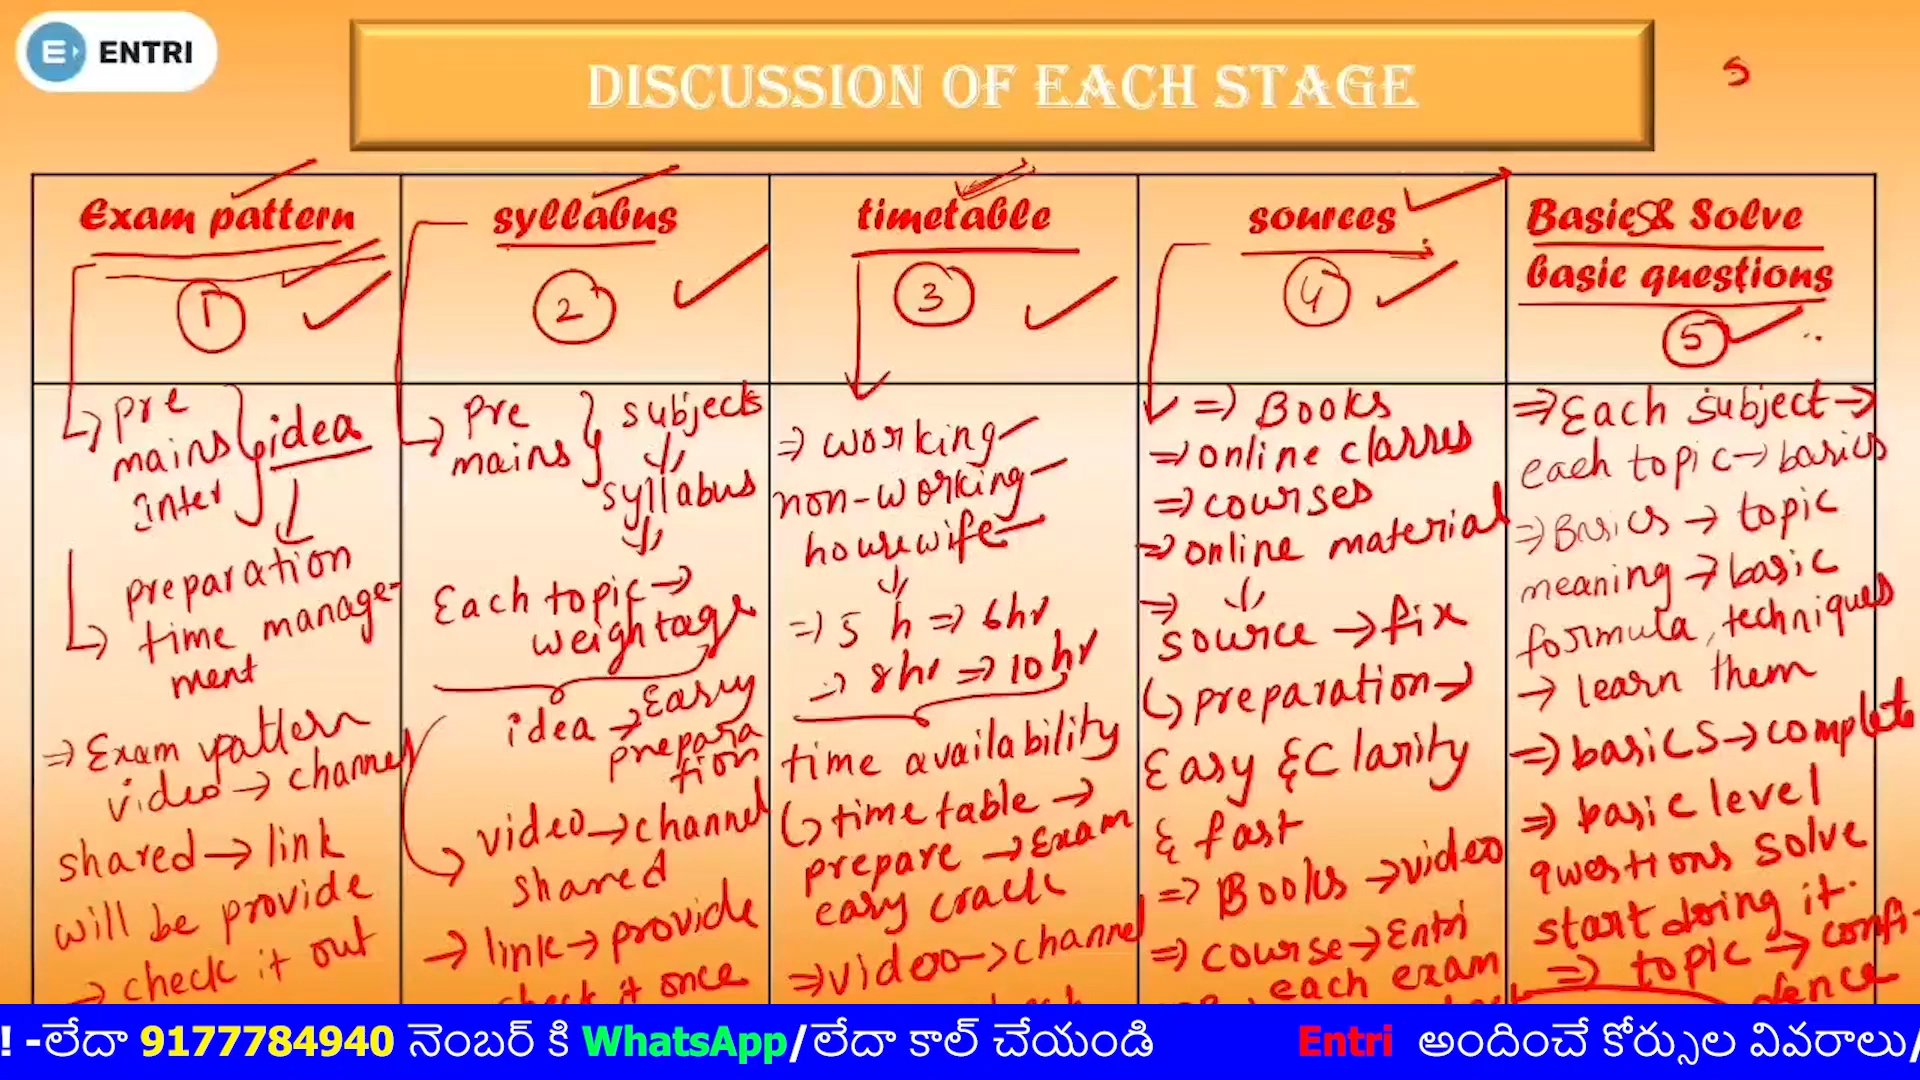 ENTRI
DISCUSSION OF EACH STAGE
5
Exam pattern
1
pre
mains
inter
idea
preparation
time manage-
ment
⇒ Exam pattern
video → channel
shared → link
will be provide
→ check it out
syllabus
2
pre
mains
subjects
syllabus
Each topic →
weightage
idea → Easy
prepara
tion
video → channel
shared
→ link → provide
check it once
timetable
3
⇒ working
non-working
housewife
⇒ 5 h ⇒ 6hr
⇒ 8hr ⇒ 10hr
time availability
↳ time table →
prepare → Exam
easy crack
⇒ video → channel
sources
4
⇒ Books
⇒ online classes
⇒ courses
⇒ online material
⇒
source → fix
↳ preparation →
Easy & Clarity
& fast
⇒ Books → video
⇒ course → Entri
each exam
Basics & Solve
basic questions
5
⇒ Each subject →
each topic → basics
⇒ Basics → topic
meaning → basic
formula, techniques
→ learn them
⇒ basics → complete
⇒ basic level
questions solve
start doing it.
⇒ topic → confi-
dence
! -లేదా 9177784940 నెంబర్ కి WhatsApp/లేదా కాల్ చేయండి Entri అందించే కోర్సుల వివరాలు/